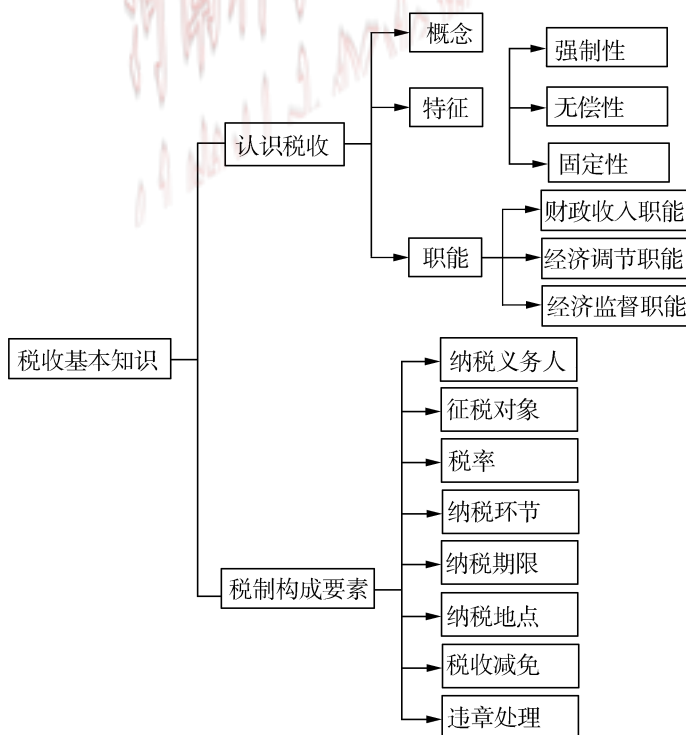 概念
强制性
特征
无偿性
认识税收
固定性
财政收入职能
职能
经济调节职能
经济监督职能
税收基本知识
纳税义务人
征税对象
税率
纳税环节
纳税期限
税制构成要素
纳税地点
税收减免
违章处理